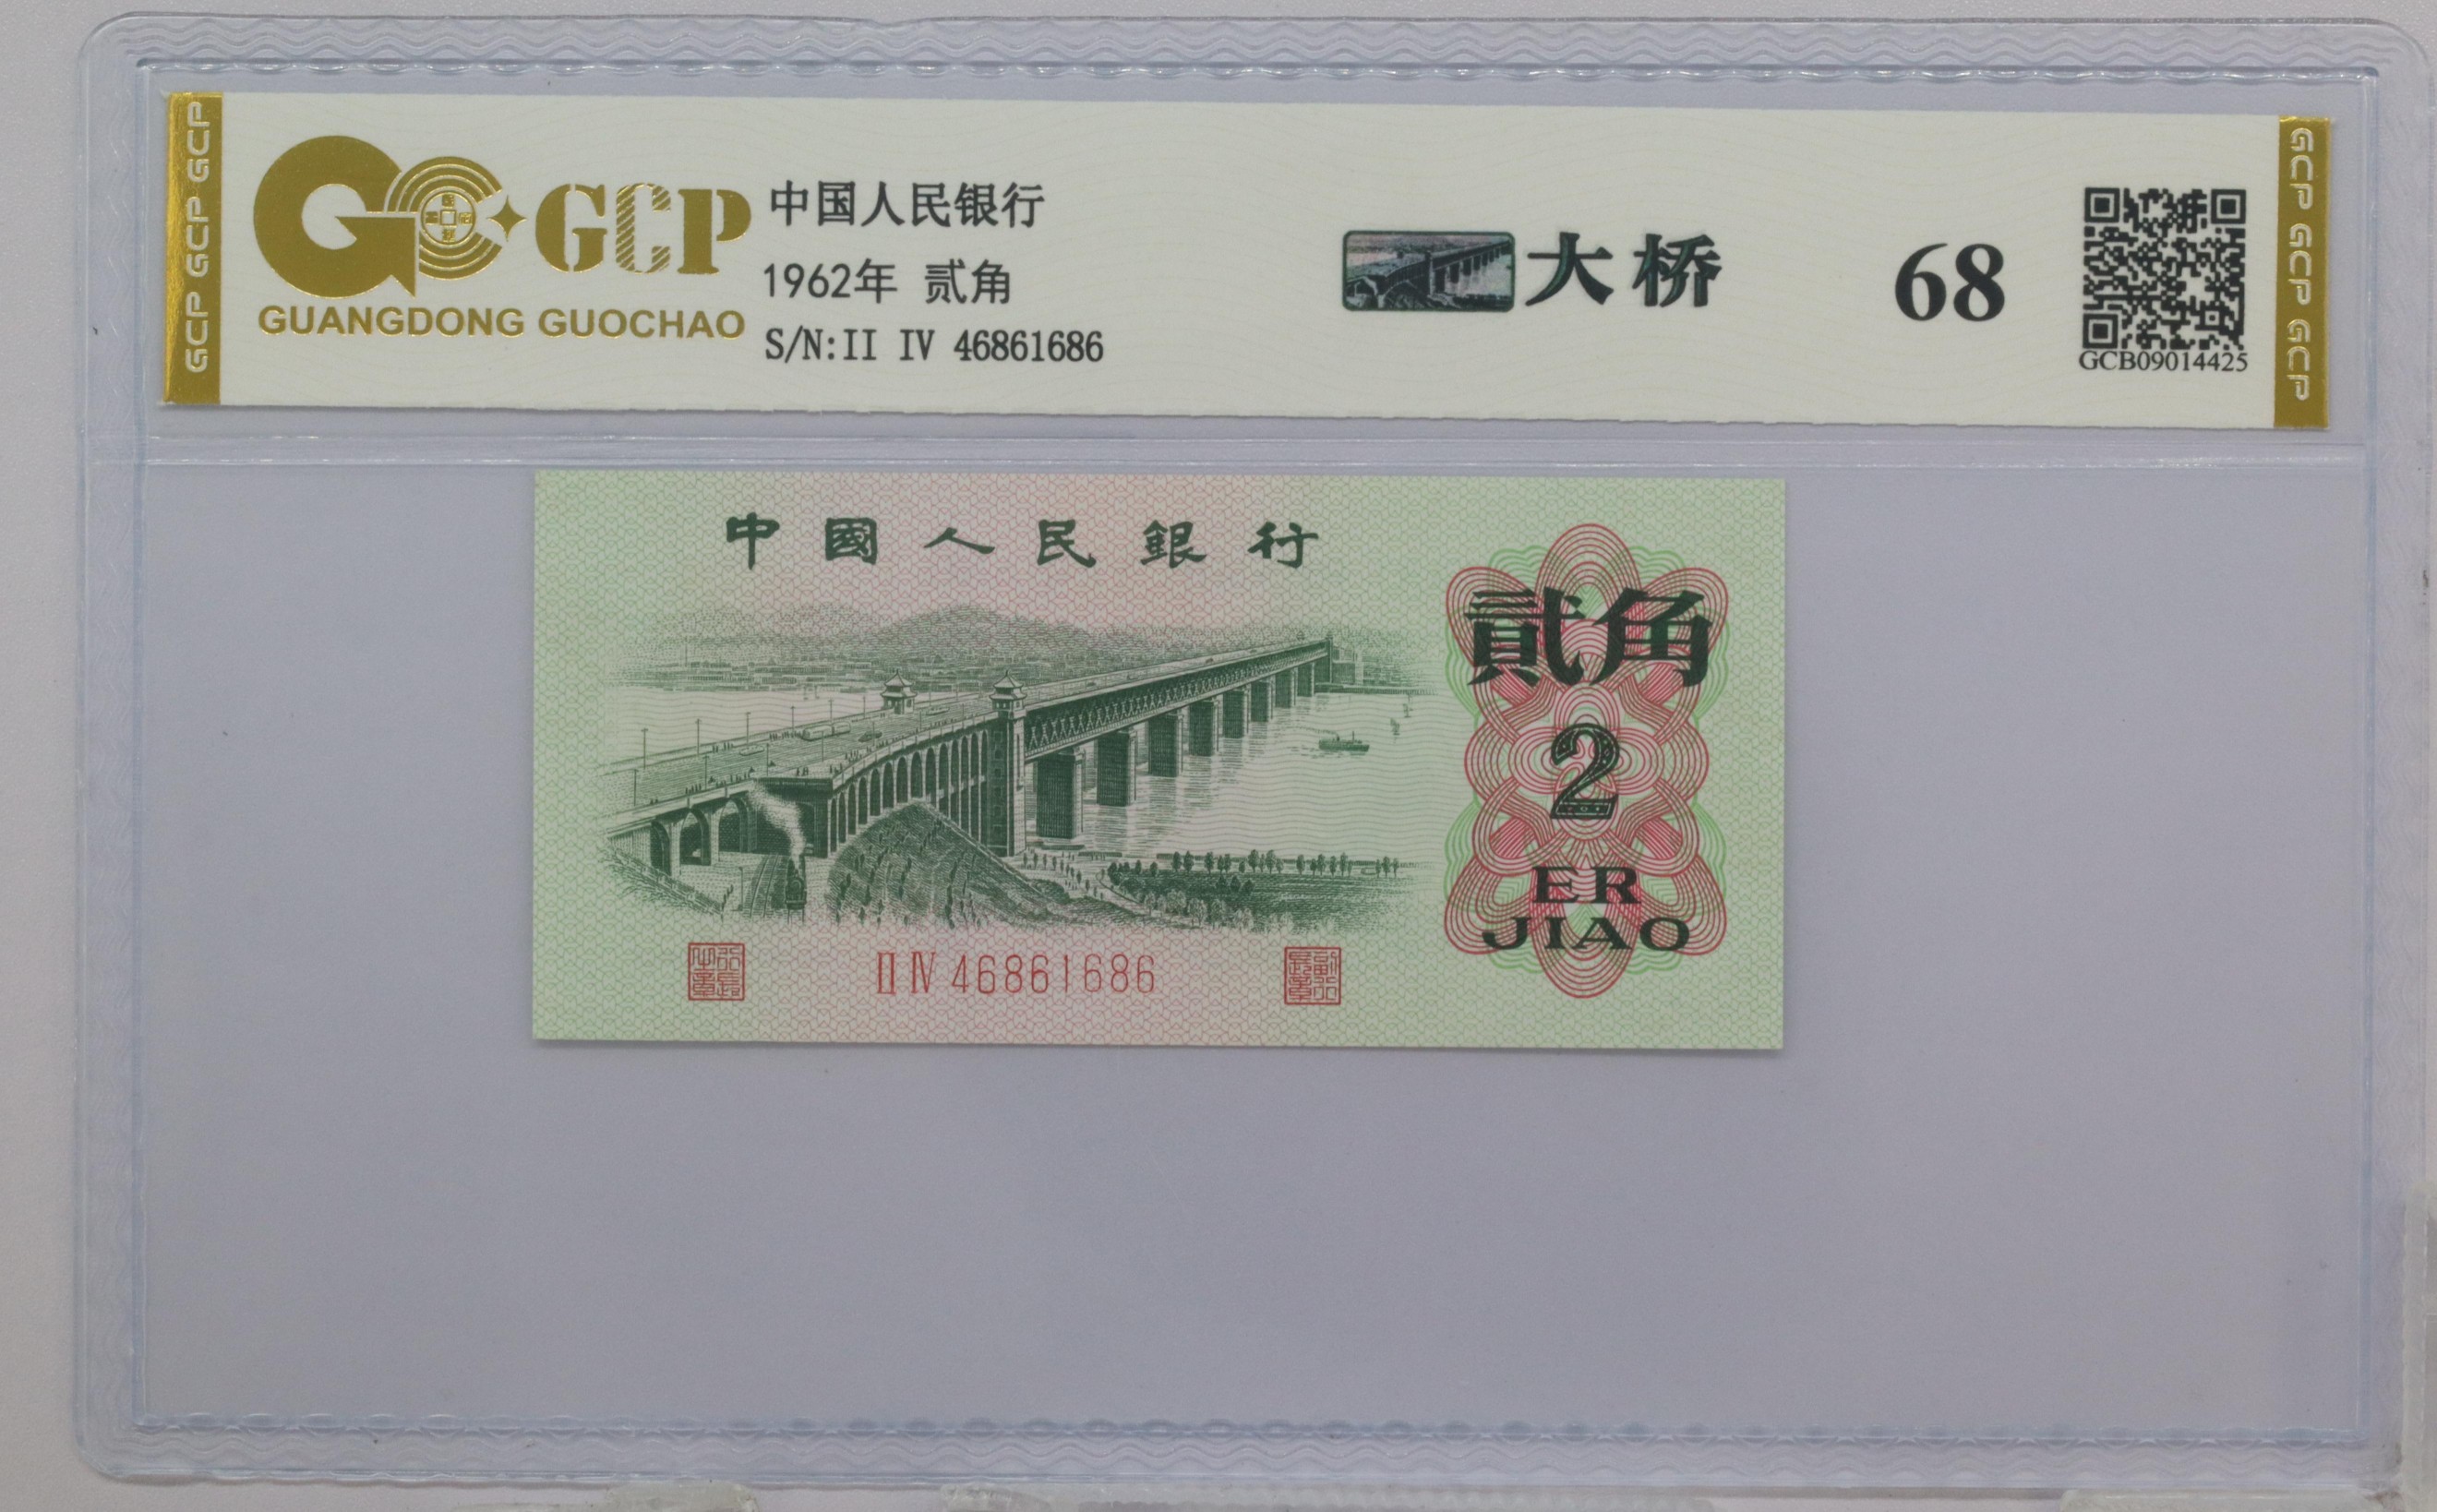 GCP GCP GCP
GCP
GUANGDONG GUOCHAO
中国人民银行
1962年 贰角
S/N:II IV 46861686
大桥
68
GCB09014425
GCP GCP GCP
中國人民銀行
貳角
2
ER
JIAO
II IV 46861686